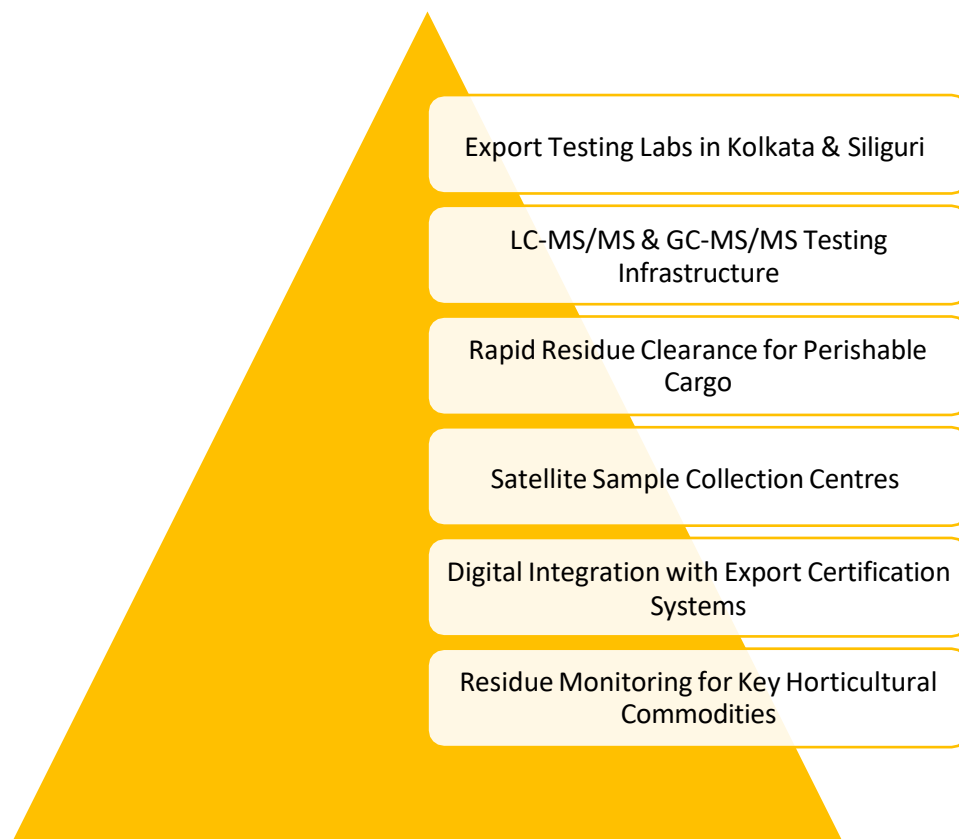 Export Testing Labs in Kolkata & Siliguri
LC-MS/MS & GC-MS/MS Testing
Infrastructure
Rapid Residue Clearance for Perishable
Cargo
Satellite Sample Collection Centres
Digital Integration with Export Certification
Systems
Residue Monitoring for Key Horticultural
Commodities